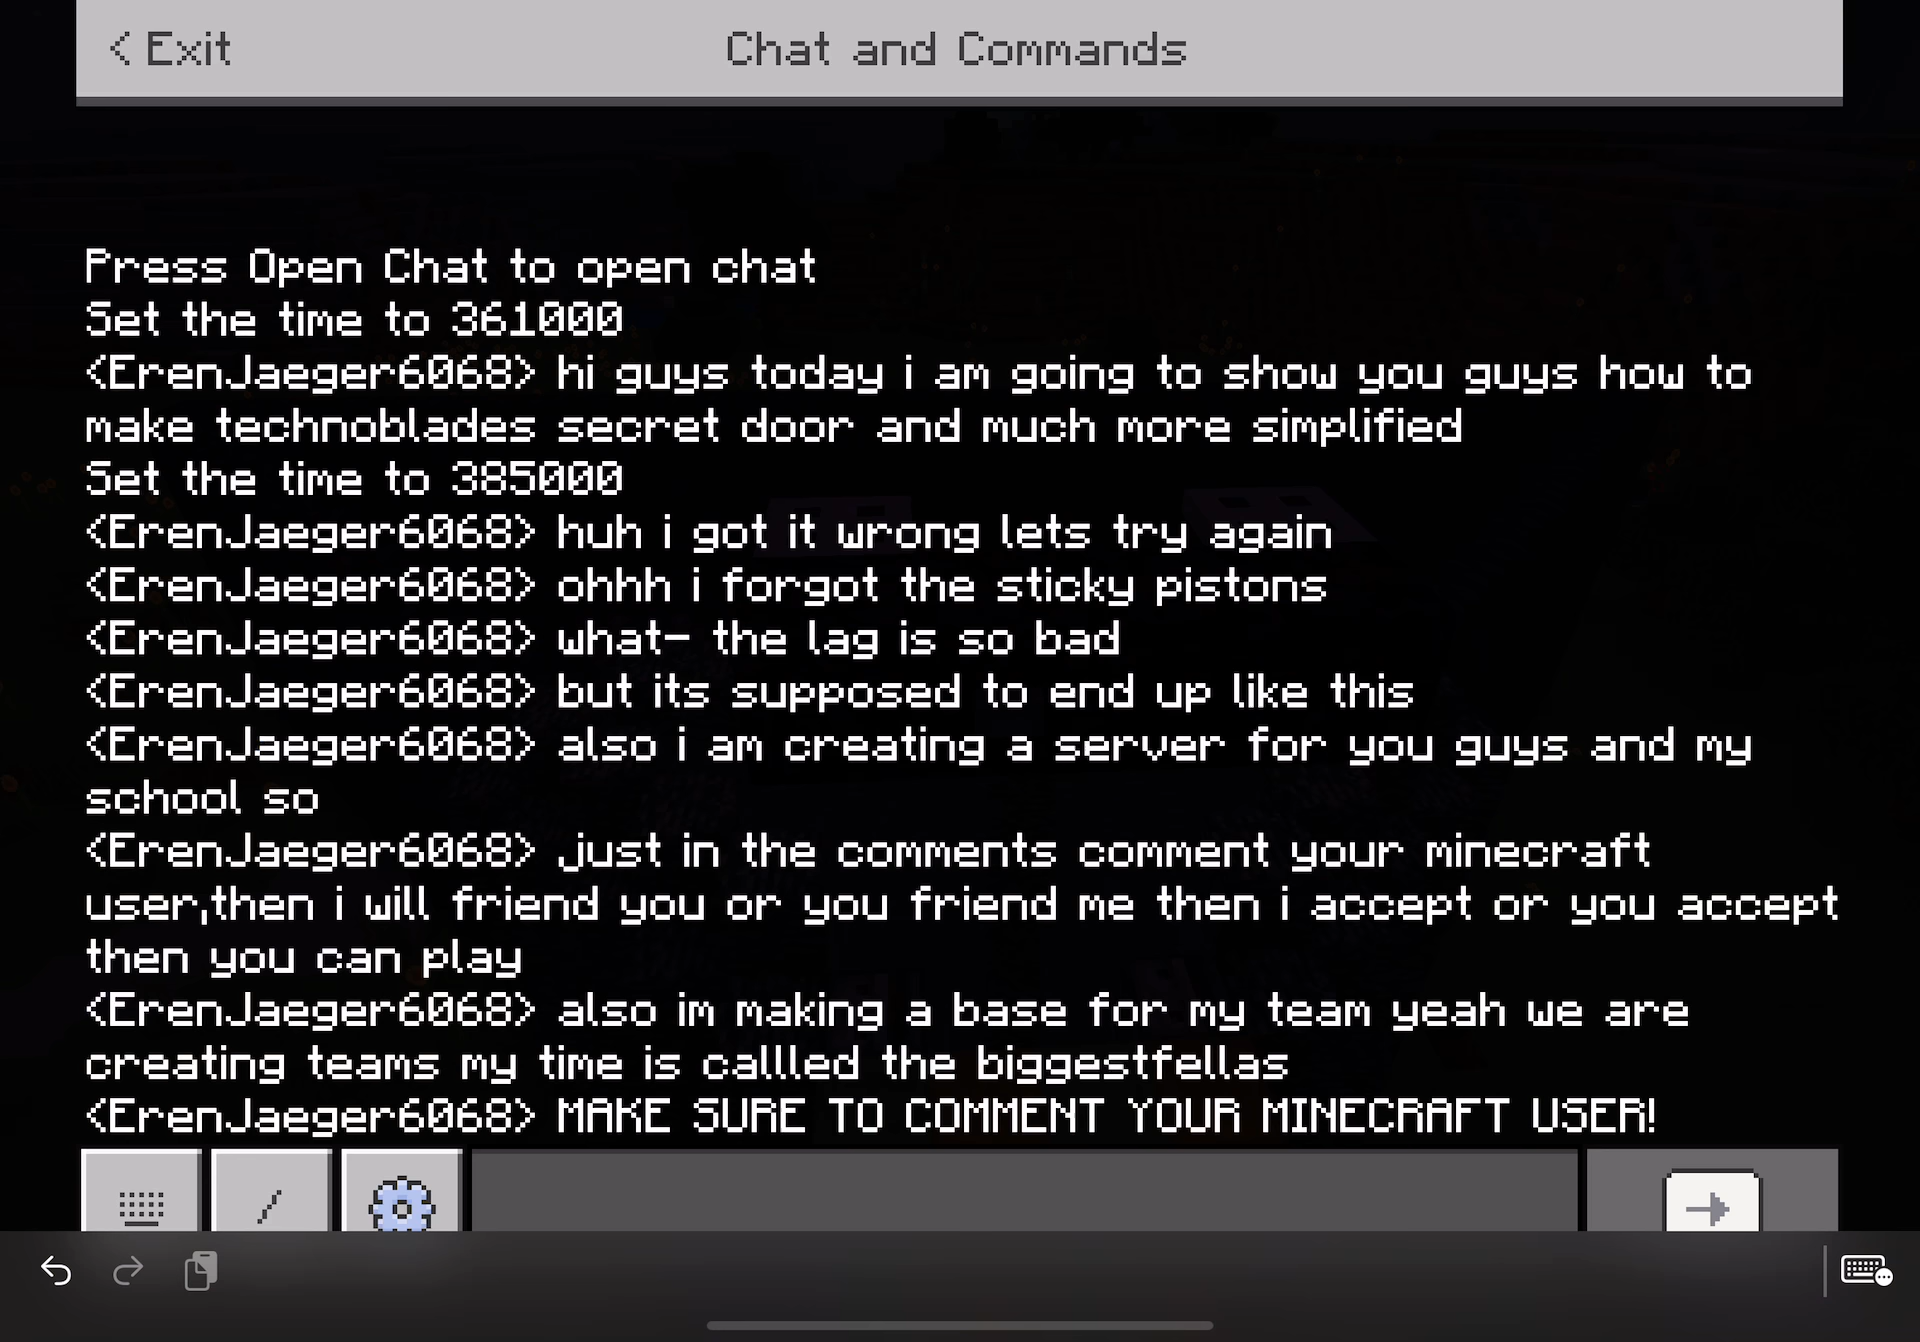 < Exit
Chat and Commands
Press Open Chat to open chat
Set the time to 361000
<ErenJaeger6068> hi guys today i am going to show you guys how to
make technoblades secret door and much more simplified
Set the time to 385000
<ErenJaeger6068> huh i got it wrong lets try again
<ErenJaeger6068> ohhh i forgot the sticky pistons
<ErenJaeger6068> what- the lag is so bad
<ErenJaeger6068> but its supposed to end up like this
<ErenJaeger6068> also i am creating a server for you guys and my
school so
<ErenJaeger6068> just in the comments comment your minecraft
user,then i will friend you or you friend me then i accept or you accept
then you can play
<ErenJaeger6068> also im making a base for my team yeah we are
creating teams my time is callled the biggestfellas
<ErenJaeger6068> MAKE SURE TO COMMENT YOUR MINECRAFT USER!
/